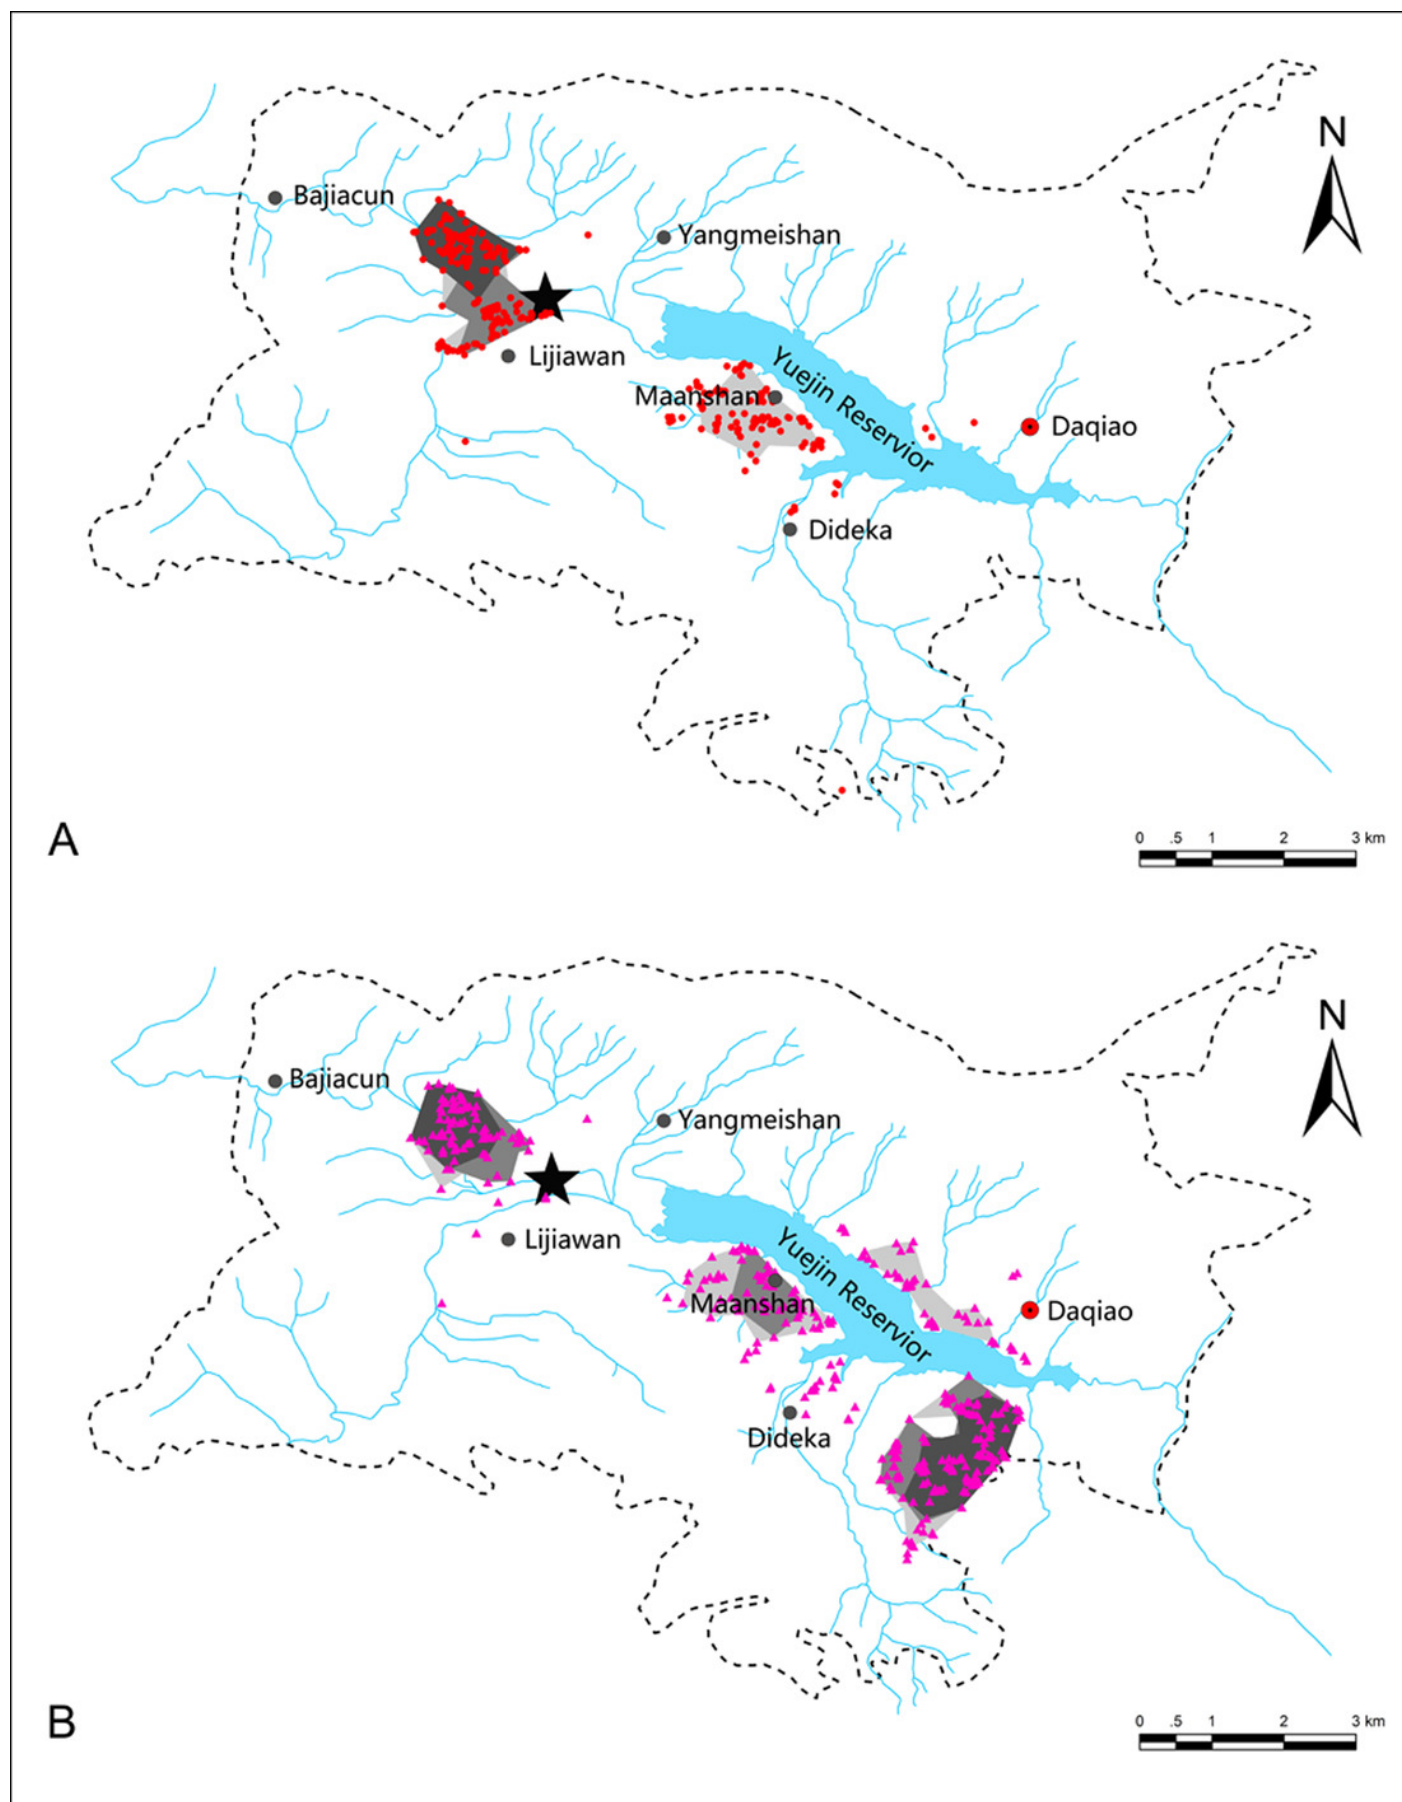 N
Bajiacun
Yangmeishan
Lijiawan
Yuejin Reservior
Maanshan
Daqiao
Dideka
A
0 .5 1 2 3 km
N
Bajiacun
Yangmeishan
Lijiawan
Yuejin Reservior
Maanshan
Daqiao
Dideka
B
0 .5 1 2 3 km